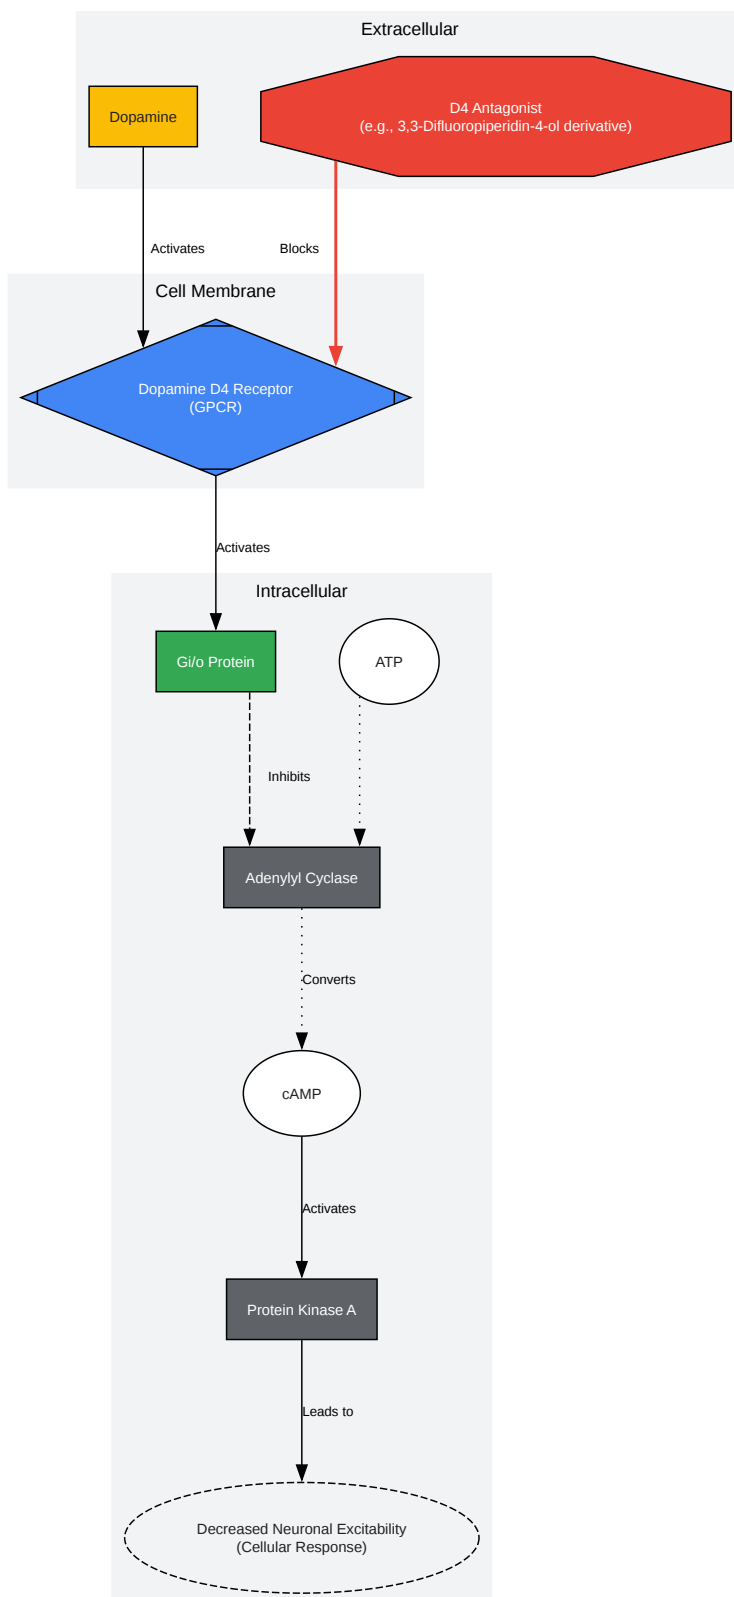 Extracellular
Dopamine
D4 Antagonist
(e.g., 3,3-Difluoropiperidin-4-ol derivative)
Activates
Blocks
Cell Membrane
Dopamine D4 Receptor
(GPCR)
Activates
Intracellular
Gi/o Protein
ATP
Inhibits
Adenylyl Cyclase
Converts
cAMP
Activates
Protein Kinase A
Leads to
Decreased Neuronal Excitability
(Cellular Response)